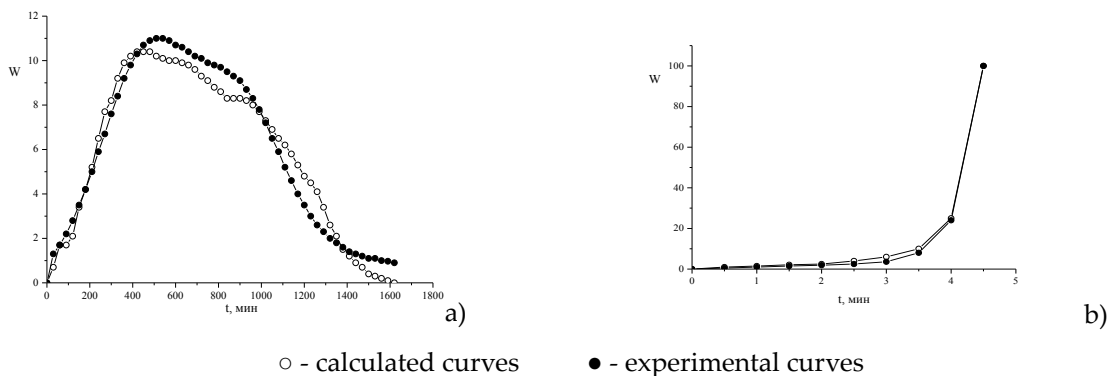 12
10
8
6
4
2
0
W
0 200 400 600 800 1000 1200 1400 1600 1800
t, мин
a)
100
80
60
40
20
0
W
0 1 2 3 4 5
t, мин
b)
○ - calculated curves ● - experimental curves